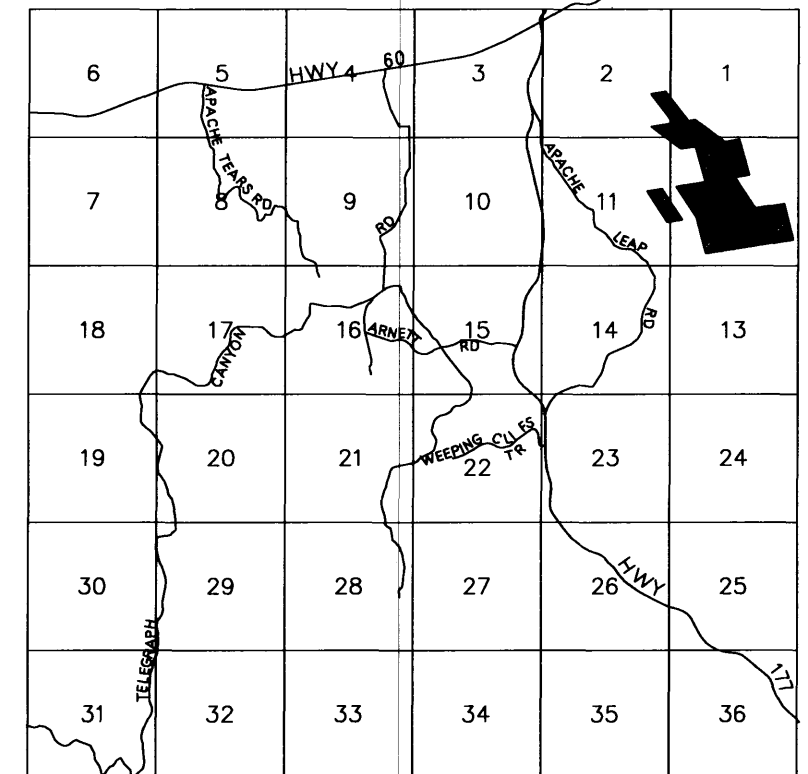 6 5 HWY 4 60 3 2 1
APACHE TEARS RD
APACHE
7 8 9 10 11 12
RD
LEAP
RD
18 17 16 ARNETT 15 14 13
RD
CANYON
19 20 21 WEEPING CLIFFS 23 24
TR
22
30 29 28 27 HWY 26 25
TELEGRAPH
177
31 32 33 34 35 36